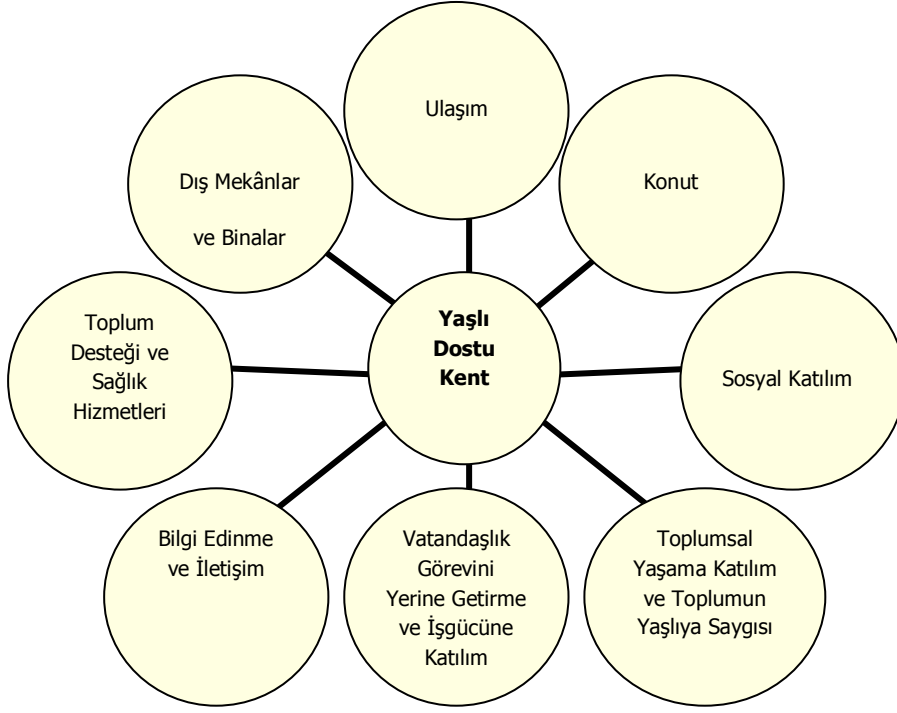 Ulaşım
Dış Mekânlar
ve Binalar
Konut
Yaşlı
Dostu
Kent
Toplum
Desteği ve
Sağlık
Hizmetleri
Sosyal Katılım
Bilgi Edinme
ve İletişim
Vatandaşlık
Görevini
Yerine Getirme
ve İşgücüne
Katılım
Toplumsal
Yaşama Katılım
ve Toplumun
Yaşlıya Saygısı